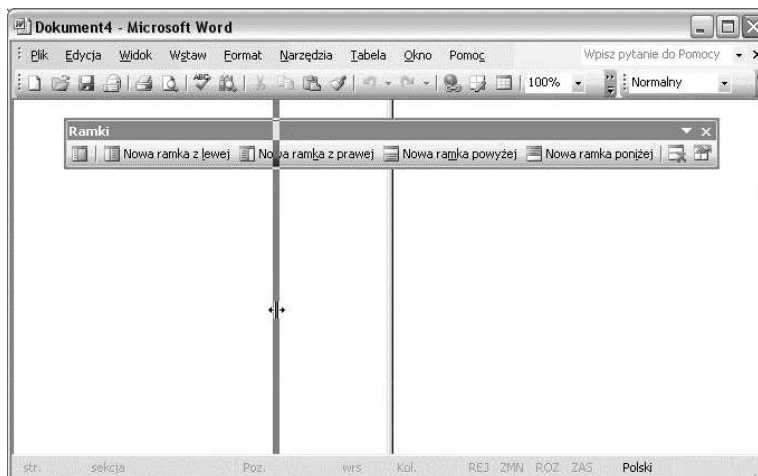 Dokument4 - Microsoft Word
Plik Edycja Widok Wstaw Format Narzędzia Tabela Okno Pomoc Wpisz pytanie do Pomocy
100% Normalny
Ramki
Nowa ramka z lewej Nowa ramka z prawej Nowa ramka powyżej Nowa ramka poniżej
str. sekcja Poz. wrs Kol. REJ ZMN ROZ ZAS Polski